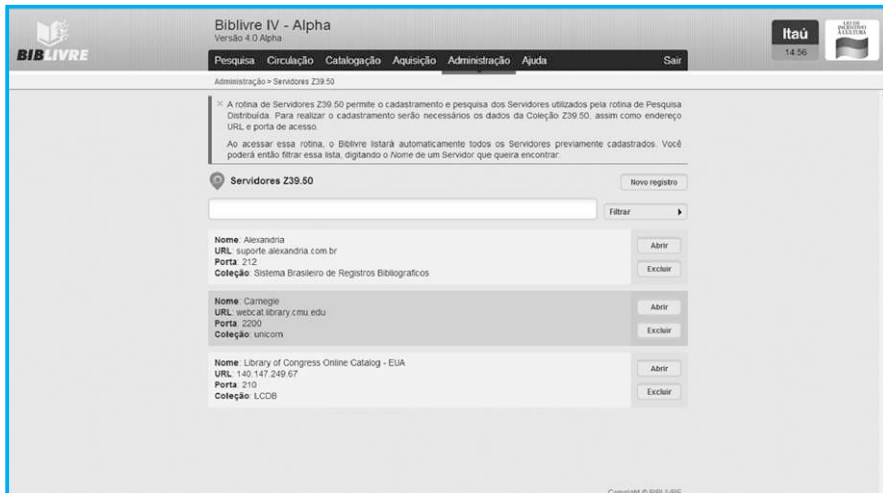 BIBLIVRE
Biblivre IV - Alpha
Versão 4.0 Alpha
Itaú
14:56
LEI DE
INCENTIVO
À CULTURA
Pesquisa Circulação Catalogação Aquisição Administração Ajuda Sair
Administração > Servidores Z39.50
× A rotina de Servidores Z39.50 permite o cadastramento e pesquisa dos Servidores utilizados pela rotina de Pesquisa
Distribuída. Para realizar o cadastramento serão necessários os dados da Coleção Z39.50, assim como endereço
URL e porta de acesso.
Ao acessar essa rotina, o Biblivre listará automaticamente todos os Servidores previamente cadastrados. Você
poderá então filtrar essa lista, digitando o Nome de um Servidor que queira encontrar.
Servidores Z39.50
Novo registro
Filtrar
Nome: Alexandria
URL: suporte.alexandria.com.br
Porta: 212
Coleção: Sistema Brasileiro de Registros Bibliograficos
Abrir
Excluir
Nome: Carnegie
URL: webcat.library.cmu.edu
Porta: 2200
Coleção: unicorn
Abrir
Excluir
Nome: Library of Congress Online Catalog - EUA
URL: 140.147.249.67
Porta: 210
Coleção: LCDB
Abrir
Excluir
Copyright © BIBLIVRE